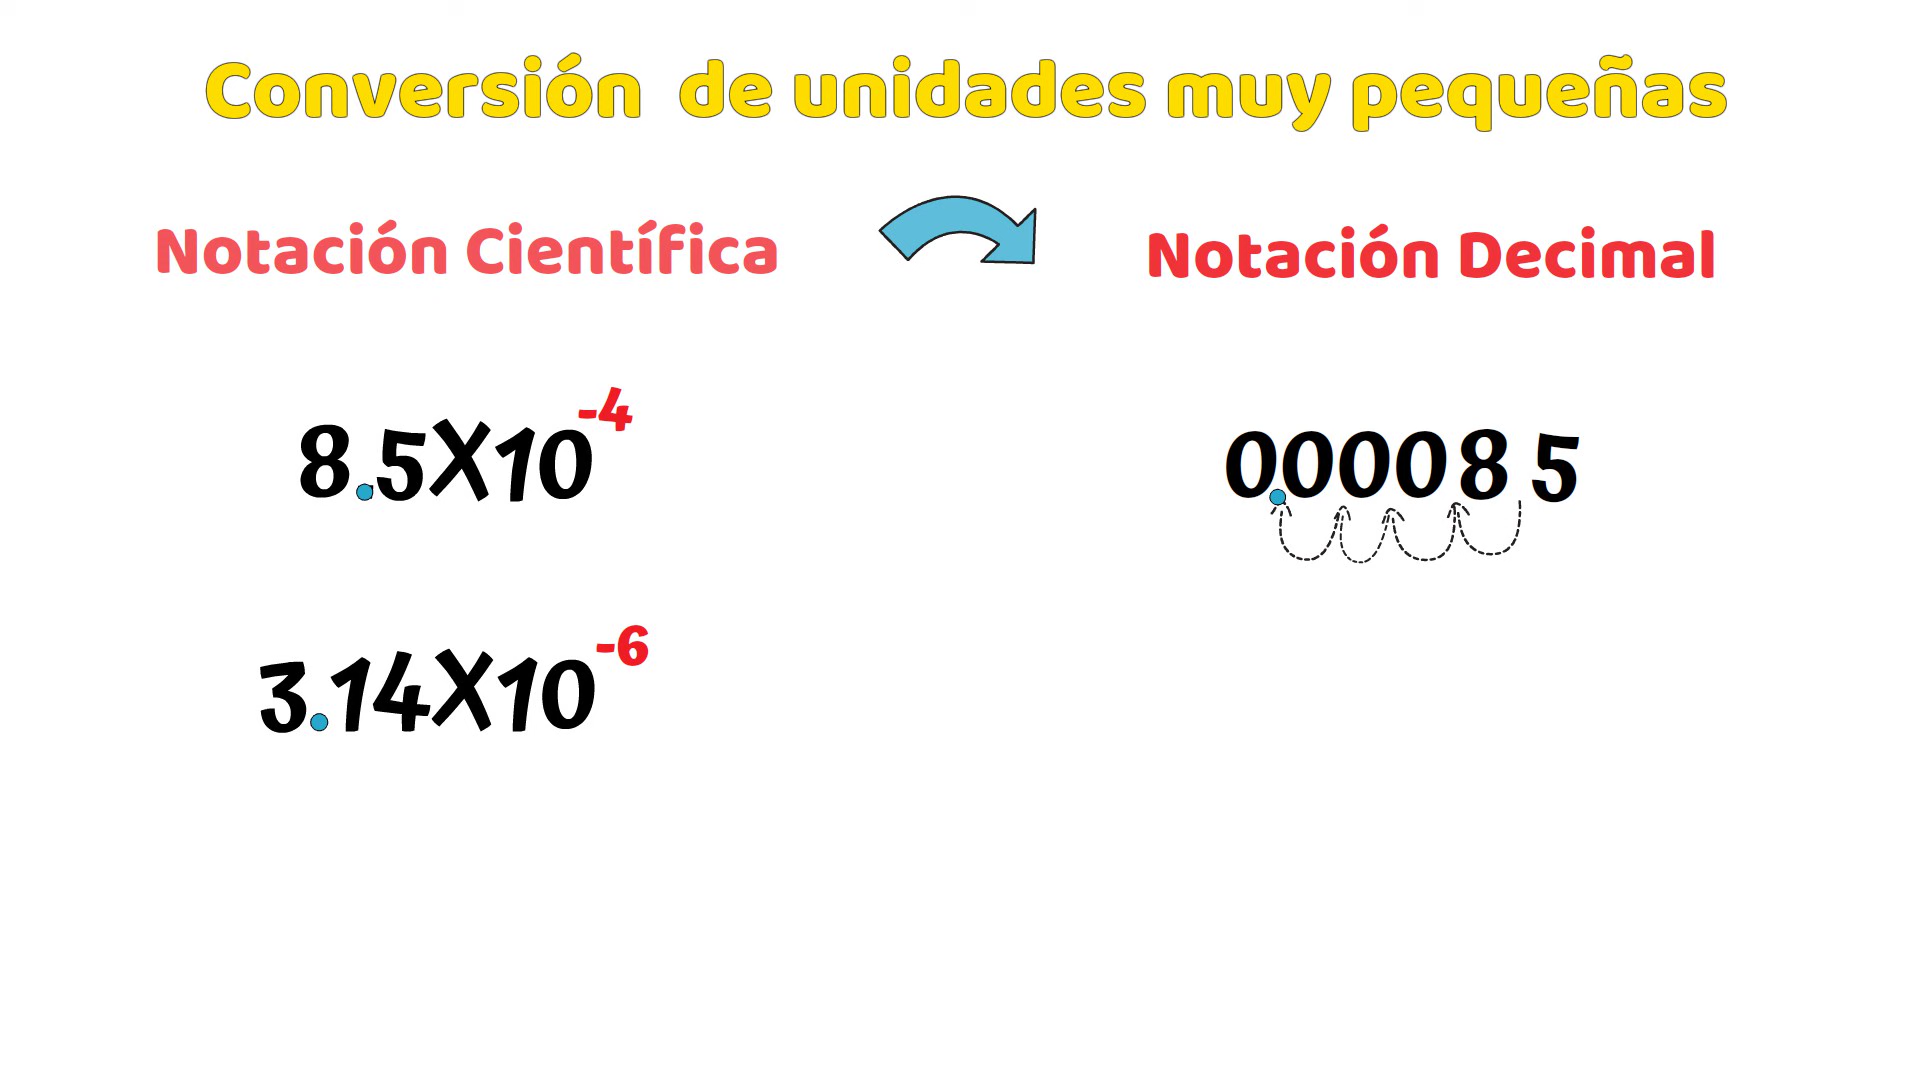 Conversión de unidades muy pequeñas
Notación Científica
Notación Decimal
8.5X10⁻⁴
0.00085
3.14X10⁻⁶